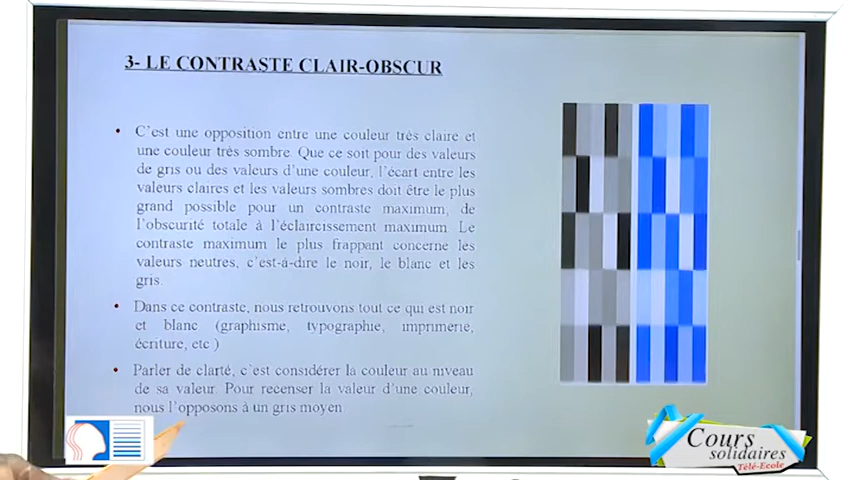 3- LE CONTRASTE CLAIR-OBSCUR
• C'est une opposition entre une couleur très claire et
une couleur très sombre. Que ce soit pour des valeurs
de gris ou des valeurs d'une couleur, l'écart entre les
valeurs claires et les valeurs sombres doit être le plus
grand possible pour un contraste maximum, de
l'obscurité totale à l'éclaircissement maximum. Le
contraste maximum le plus frappant concerne les
valeurs neutres, c'est-à-dire le noir, le blanc et les
gris.
• Dans ce contraste, nous retrouvons tout ce qui est noir
et blanc (graphisme, typographie, imprimerie,
écriture, etc )
• Parler de clarté, c'est considérer la couleur au niveau
de sa valeur. Pour recenser la valeur d'une couleur,
nous l'opposons à un gris moyen
Cours
solidaires
Télé-Ecole